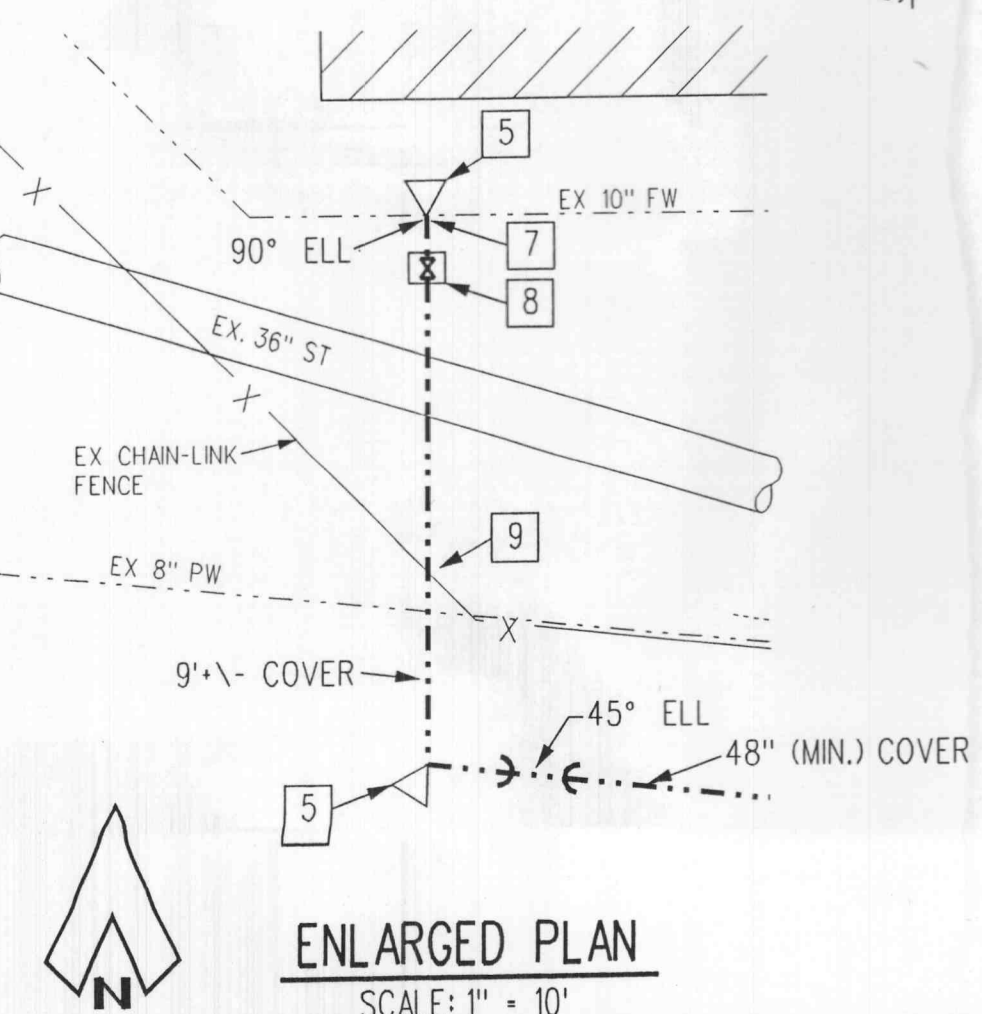 5
EX 10" FW
90° ELL
7
8
EX. 36" ST
EX CHAIN-LINK
FENCE
9
EX 8" PW
9'+\- COVER
45° ELL
48" (MIN.) COVER
5
N
ENLARGED PLAN
SCALE: 1" = 10'